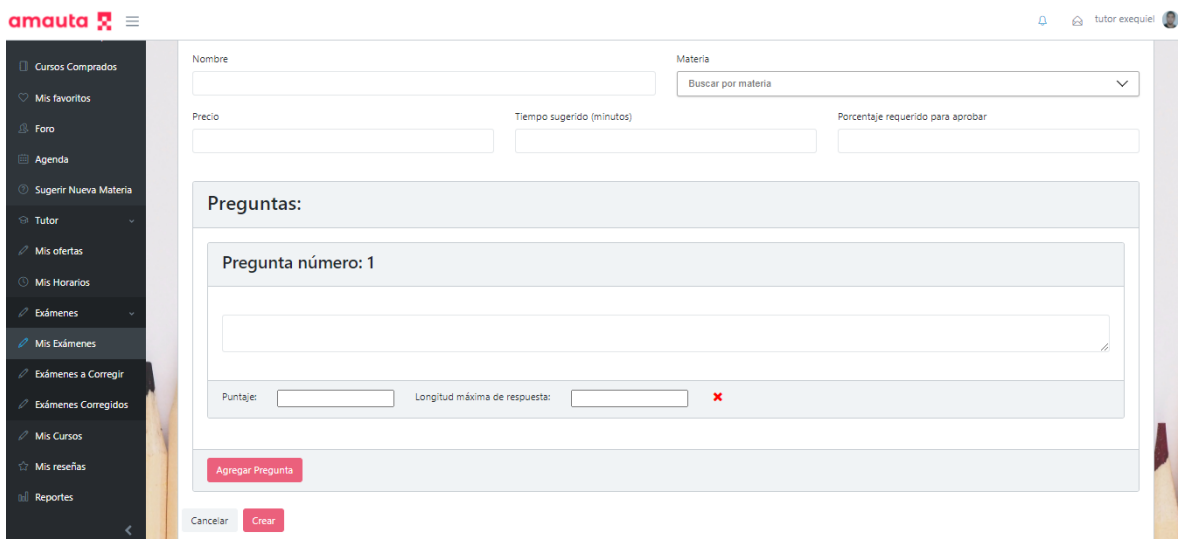 amauta
tutor exequiel
Cursos Comprados
Mis favoritos
Foro
Agenda
Sugerir Nueva Materia
Tutor
Mis ofertas
Mis Horarios
Exámenes
Mis Exámenes
Exámenes a Corregir
Exámenes Corregidos
Mis Cursos
Mis reseñas
Reportes
Nombre
Materia
Buscar por materia
Precio
Tiempo sugerido (minutos)
Porcentaje requerido para aprobar
Preguntas:
Pregunta número: 1
Puntaje:
Longitud máxima de respuesta:
Agregar Pregunta
Cancelar
Crear